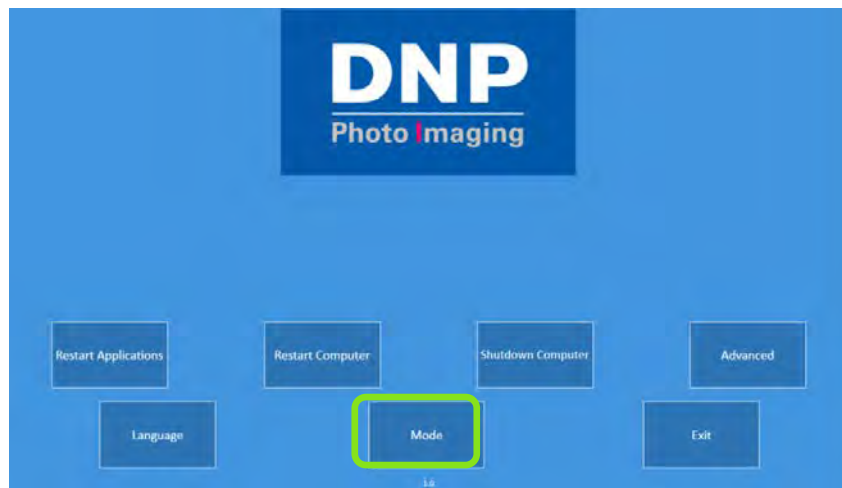 DNP
Photo Imaging
Restart Applications
Restart Computer
Shutdown Computer
Advanced
Language
Mode
Exit